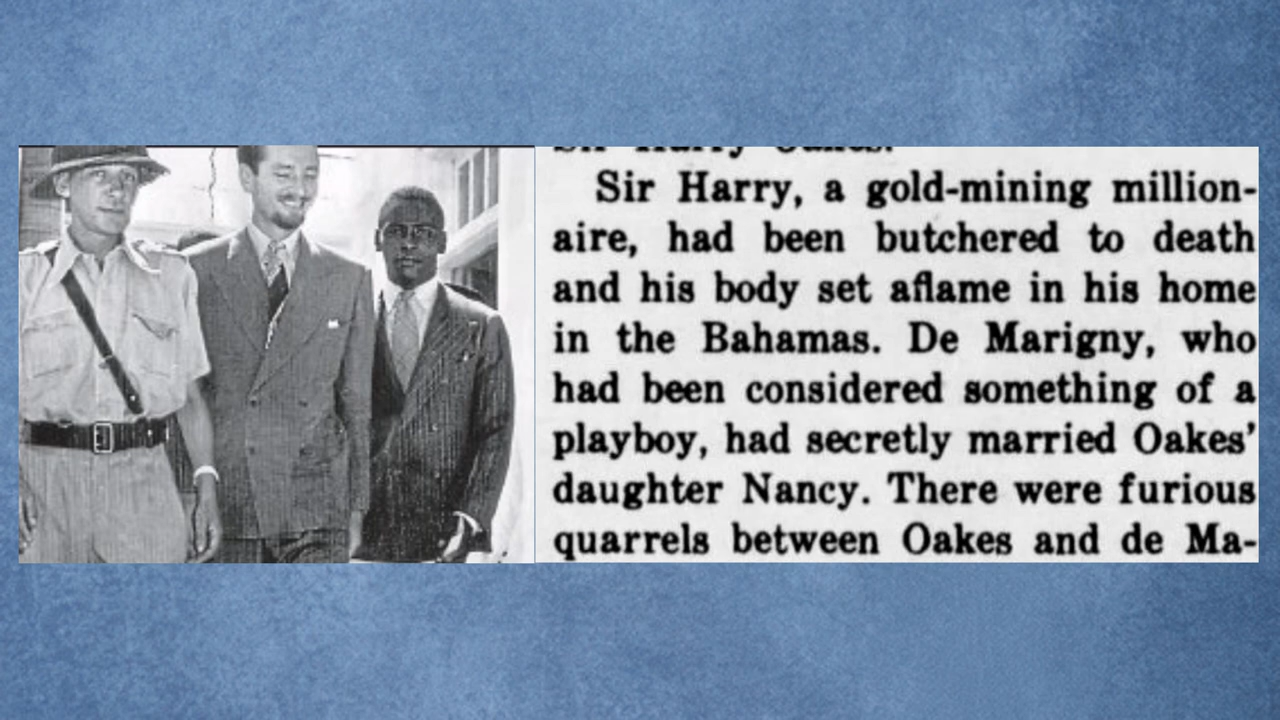 Sir Harry, a gold-mining million-
aire, had been butchered to death
and his body set aflame in his home
in the Bahamas. De Marigny, who
had been considered something of a
playboy, had secretly married Oakes'
daughter Nancy. There were furious
quarrels between Oakes and de Ma-